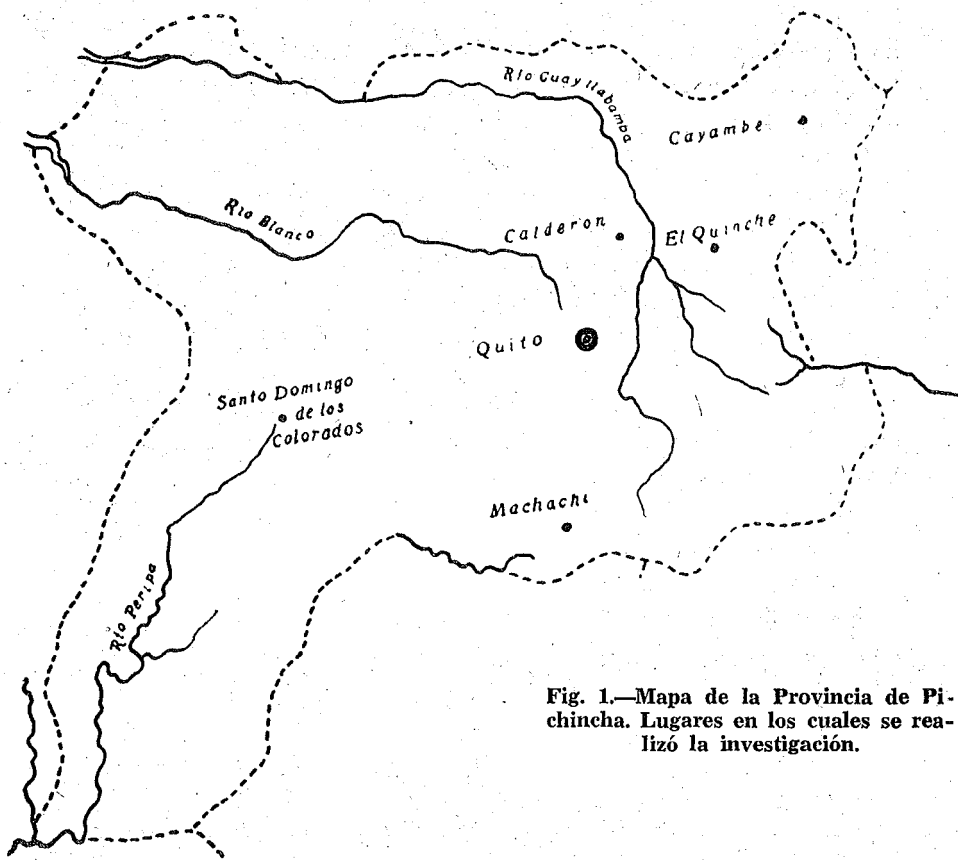 Río Guayllabamba
Cayambe
Río Blanco
Calderon
El Quinche
Quito
Santo Domingo
de los
Colorados
Machachi
Río Peripa
Fig. 1.—Mapa de la Provincia de Pi-
chincha. Lugares en los cuales se rea-
lizó la investigación.